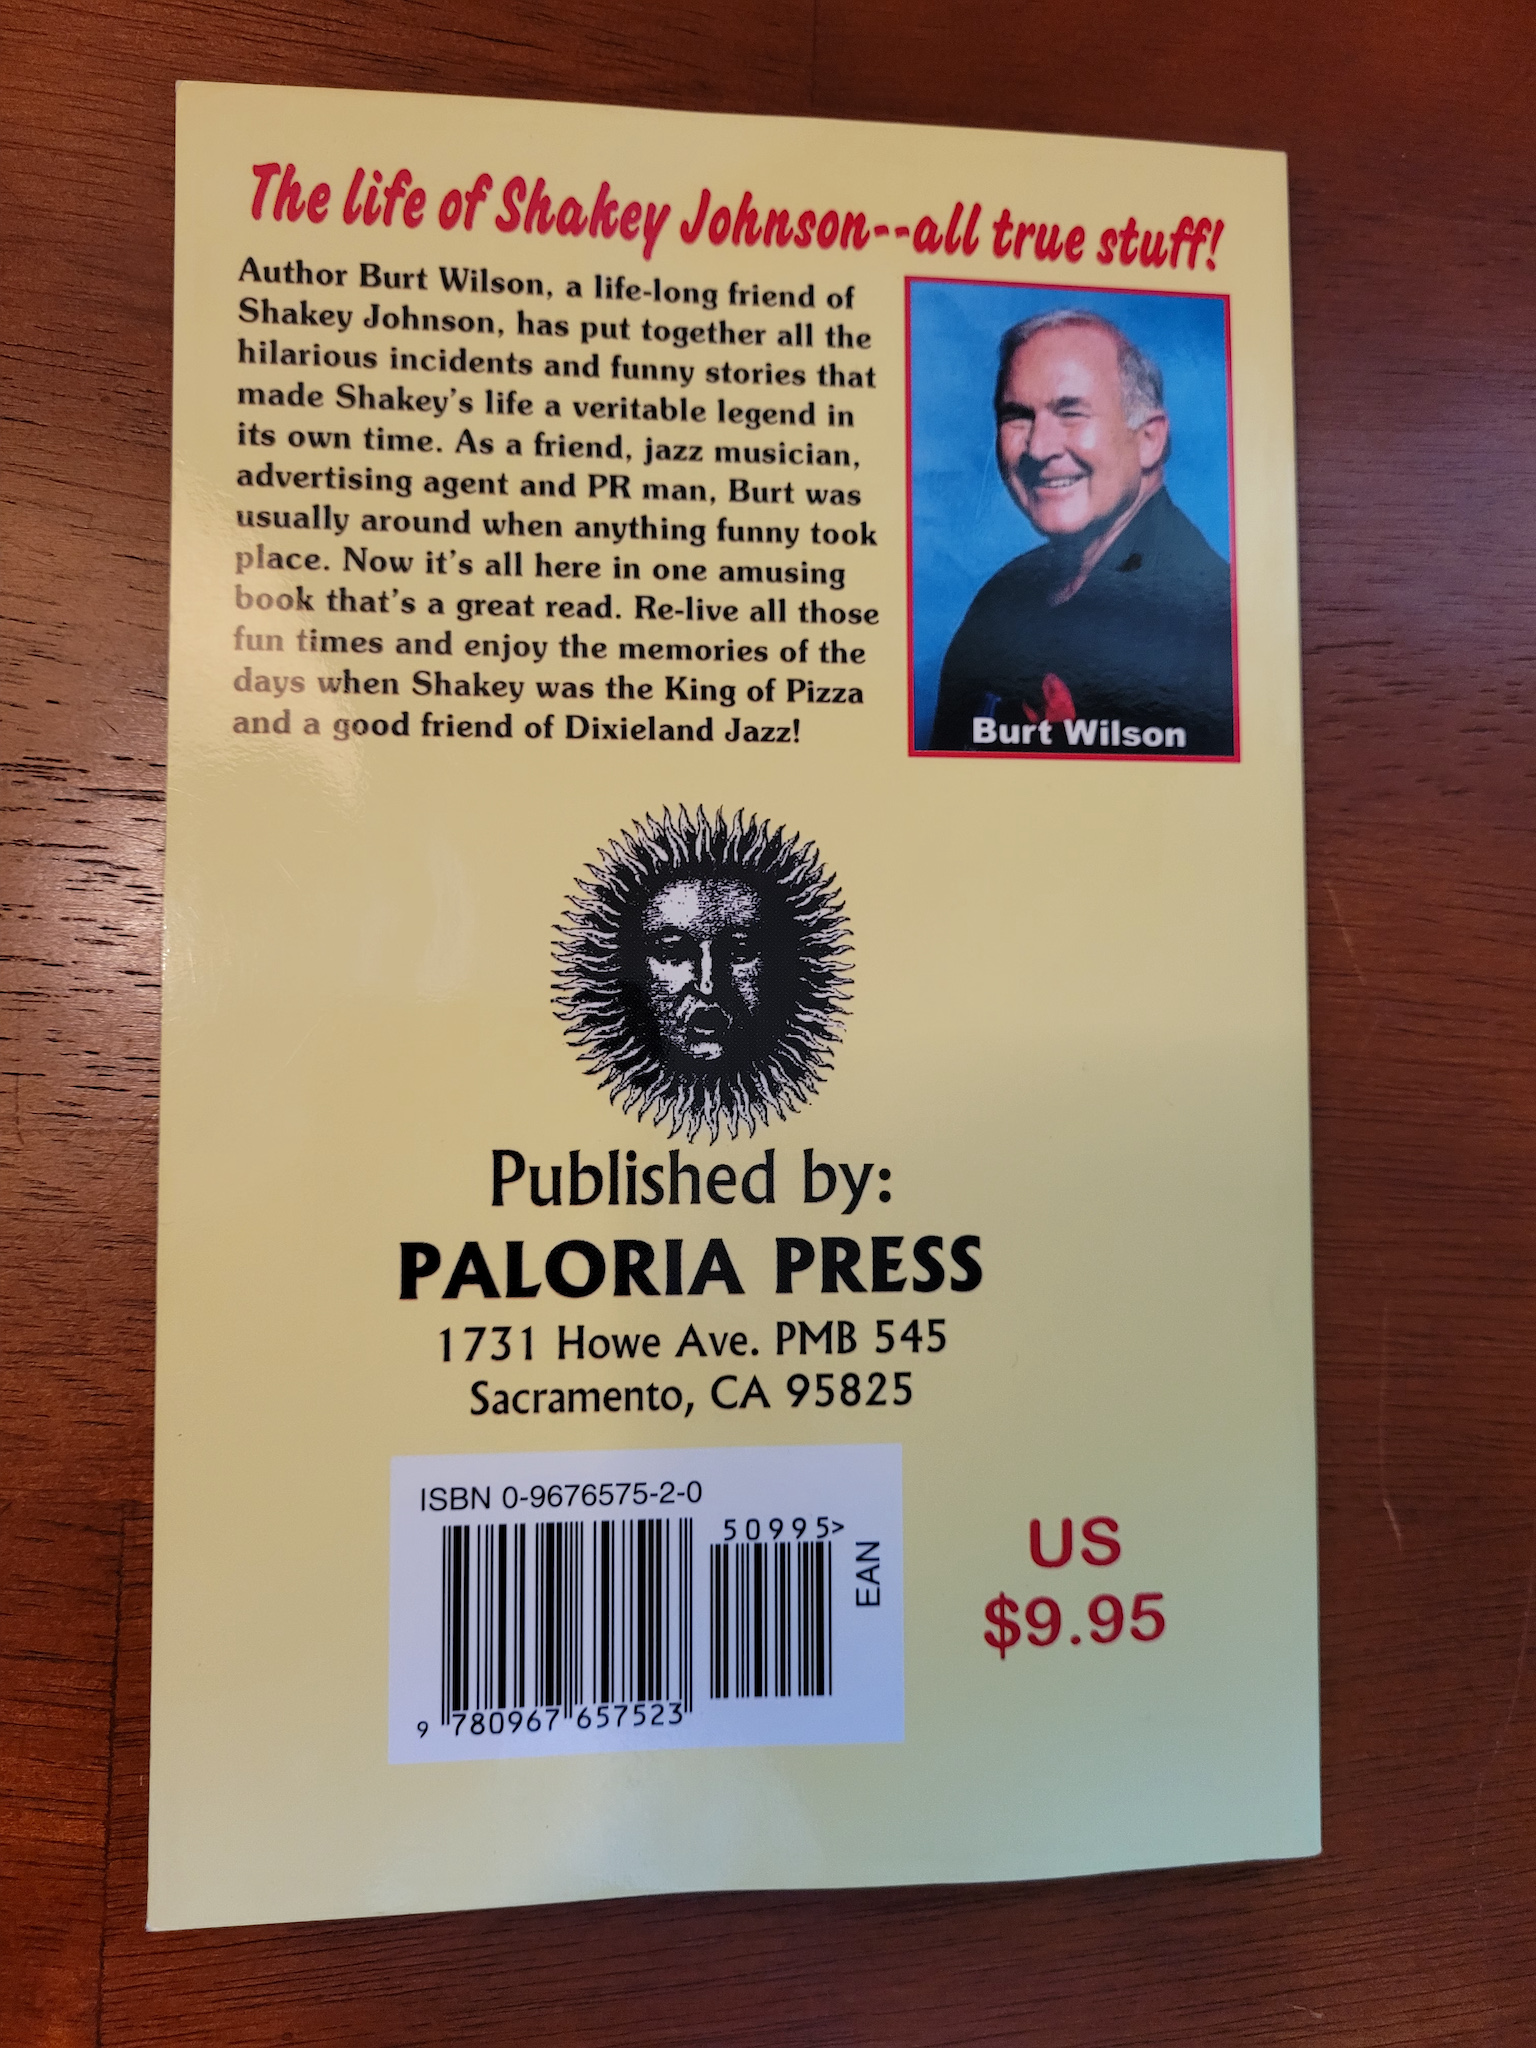 The life of Shakey Johnson--all true stuff!
Author Burt Wilson, a life-long friend of
Shakey Johnson, has put together all the
hilarious incidents and funny stories that
made Shakey's life a veritable legend in
its own time. As a friend, jazz musician,
advertising agent and PR man, Burt was
usually around when anything funny took
place. Now it's all here in one amusing
book that's a great read. Re-live all those
fun times and enjoy the memories of the
days when Shakey was the King of Pizza
and a good friend of Dixieland Jazz!
Burt Wilson
Published by:
PALORIA PRESS
1731 Howe Ave. PMB 545
Sacramento, CA 95825
ISBN 0-9676575-2-0
50995>
EAN
9 780967 657523
US
$9.95